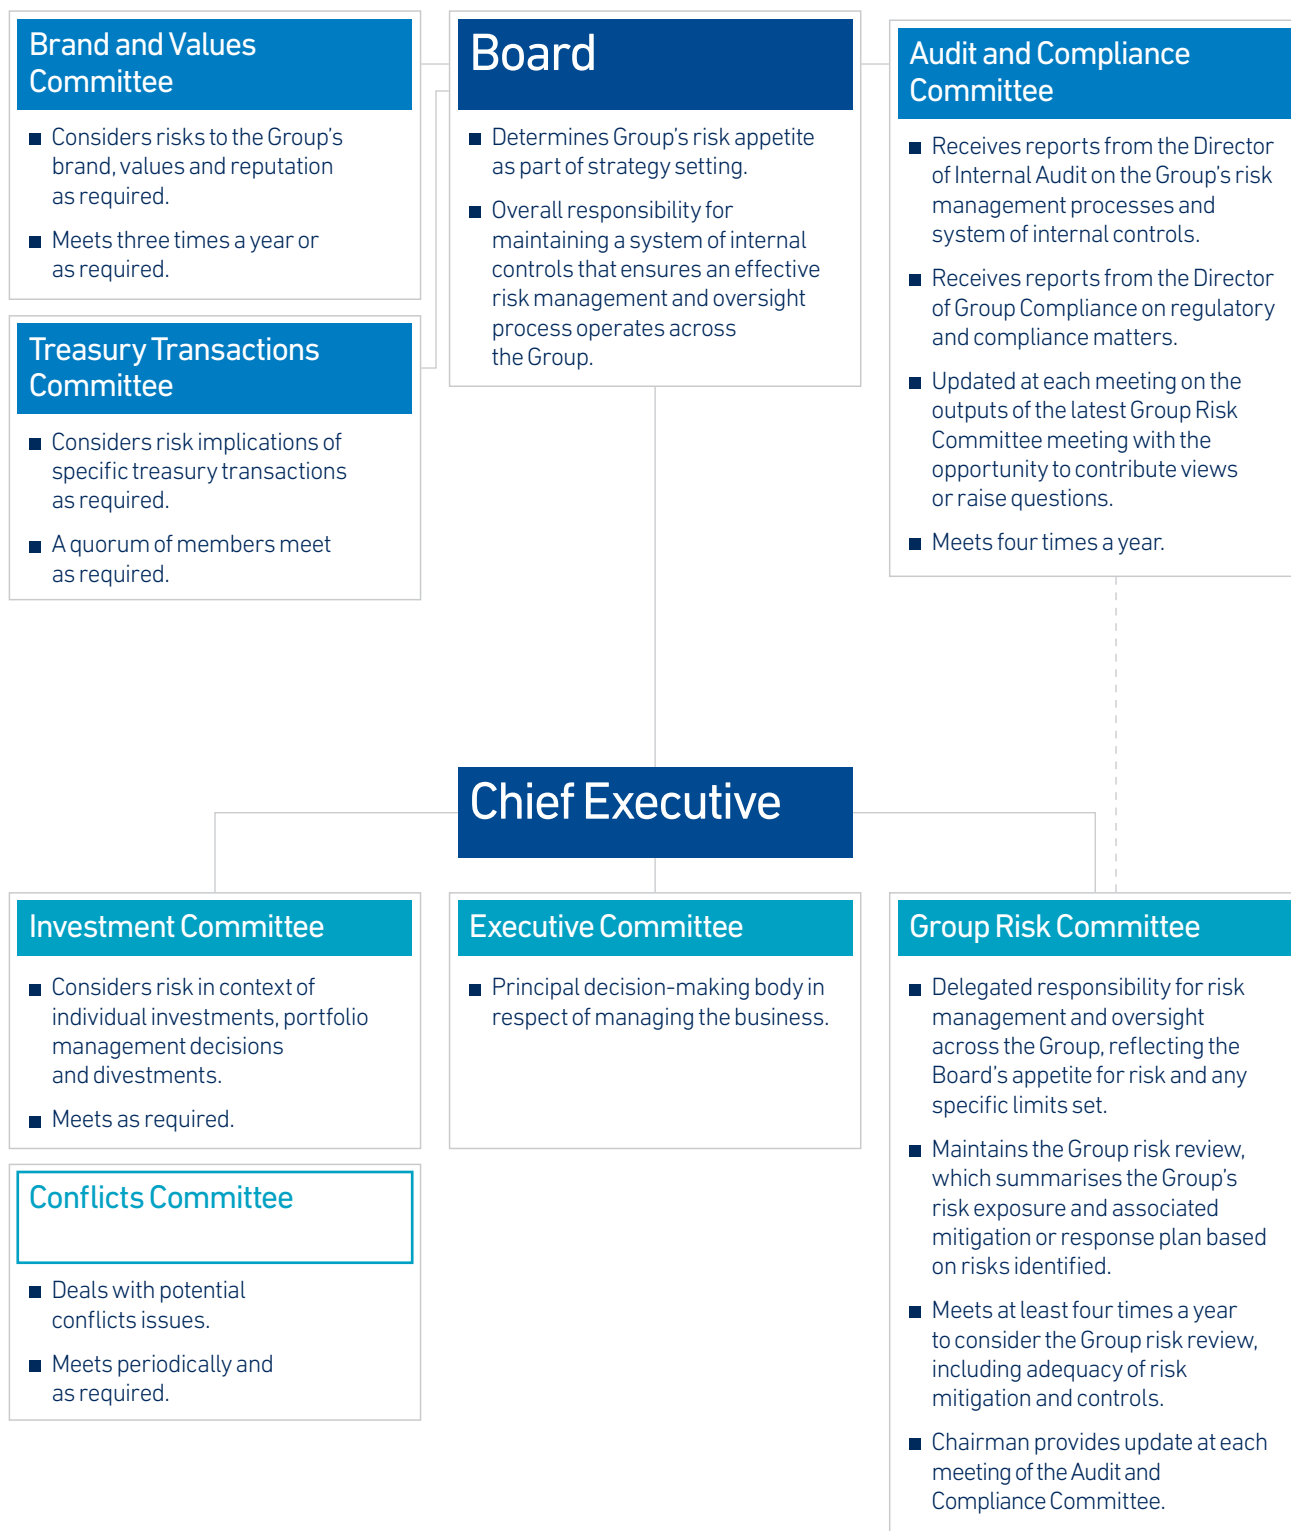 Brand and Values
Committee
■ Considers risks to the Group's
brand, values and reputation
as required.
■ Meets three times a year or
as required.
Treasury Transactions
Committee
■ Considers risk implications of
specific treasury transactions
as required.
■ A quorum of members meet
as required.
Board
■ Determines Group's risk appetite
as part of strategy setting.
■ Overall responsibility for
maintaining a system of internal
controls that ensures an effective
risk management and oversight
process operates across
the Group.
Audit and Compliance
Committee
■ Receives reports from the Director
of Internal Audit on the Group's risk
management processes and
system of internal controls.
■ Receives reports from the Director
of Group Compliance on regulatory
and compliance matters.
■ Updated at each meeting on the
outputs of the latest Group Risk
Committee meeting with the
opportunity to contribute views
or raise questions.
■ Meets four times a year.
Chief Executive
Investment Committee
■ Considers risk in context of
individual investments, portfolio
management decisions
and divestments.
■ Meets as required.
Conflicts Committee
■ Deals with potential
conflicts issues.
■ Meets periodically and
as required.
Executive Committee
■ Principal decision-making body in
respect of managing the business.
Group Risk Committee
■ Delegated responsibility for risk
management and oversight
across the Group, reflecting the
Board's appetite for risk and any
specific limits set.
■ Maintains the Group risk review,
which summarises the Group's
risk exposure and associated
mitigation or response plan based
on risks identified.
■ Meets at least four times a year
to consider the Group risk review,
including adequacy of risk
mitigation and controls.
■ Chairman provides update at each
meeting of the Audit and
Compliance Committee.